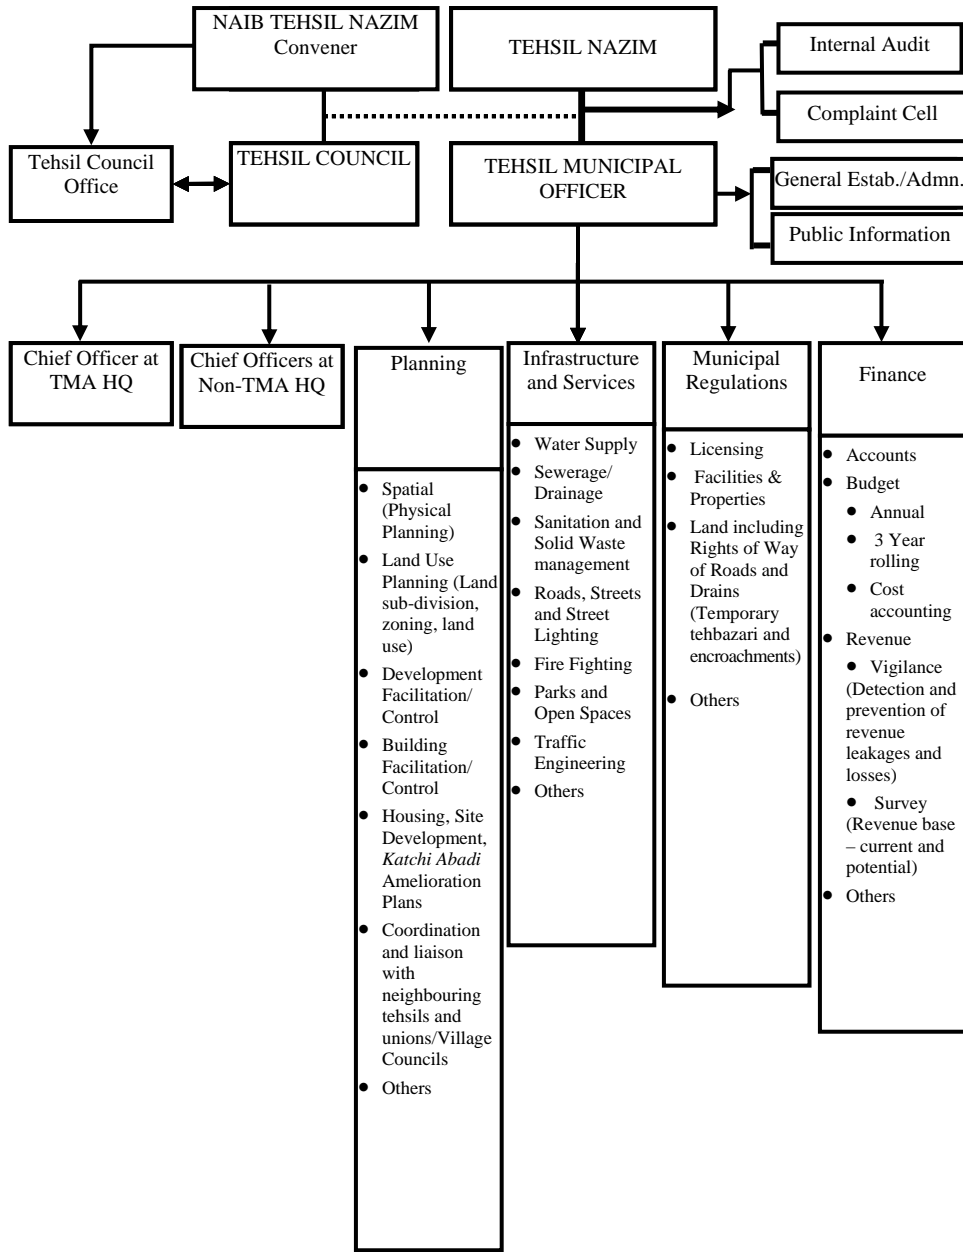 NAIB TEHSIL NAZIM
Convener
TEHSIL NAZIM
Internal Audit
Complaint Cell
Tehsil Council
Office
TEHSIL COUNCIL
TEHSIL MUNICIPAL
OFFICER
General Estab./Admn.
Public Information
Chief Officer at
TMA HQ
Chief Officers at
Non-TMA HQ
Planning
● Spatial
(Physical
Planning)
● Land Use
Planning (Land
sub-division,
zoning, land
use)
● Development
Facilitation/
Control
● Building
Facilitation/
Control
● Housing, Site
Development,
Katchi Abadi
Amelioration
Plans
● Coordination
and liaison
with
neighbouring
tehsils and
unions/Village
Councils
● Others
Infrastructure
and Services
● Water Supply
● Sewerage/
Drainage
● Sanitation and
Solid Waste
management
● Roads, Streets
and Street
Lighting
● Fire Fighting
● Parks and
Open Spaces
● Traffic
Engineering
● Others
Municipal
Regulations
● Licensing
● Facilities &
Properties
● Land including
Rights of Way
of Roads and
Drains
(Temporary
tehbazari and
encroachments)
● Others
Finance
● Accounts
● Budget
● Annual
● 3 Year
rolling
● Cost
accounting
● Revenue
● Vigilance
(Detection and
prevention of
revenue
leakages and
losses)
● Survey
(Revenue base
– current and
potential)
● Others